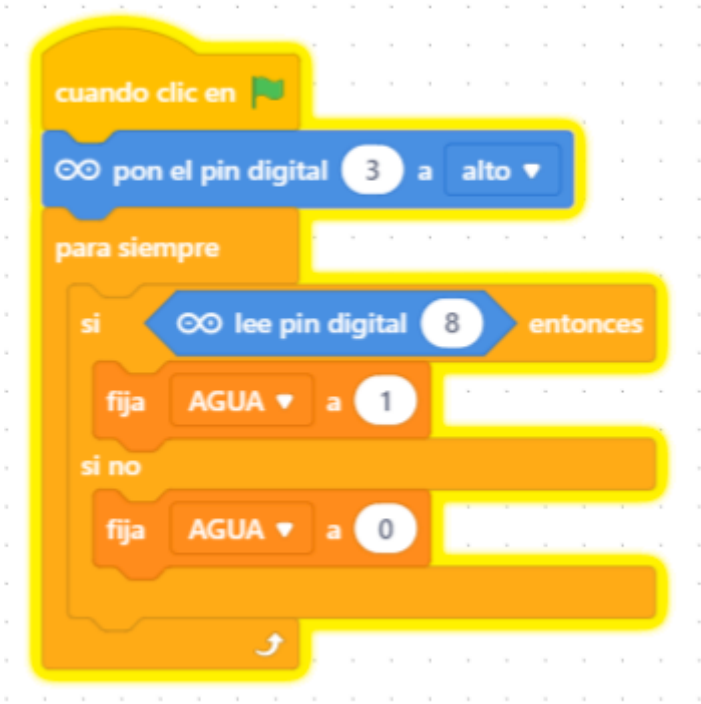 cuando clic en
pon el pin digital 3 a alto
para siempre
si lee pin digital 8 entonces
fija AGUA a 1
si no
fija AGUA a 0